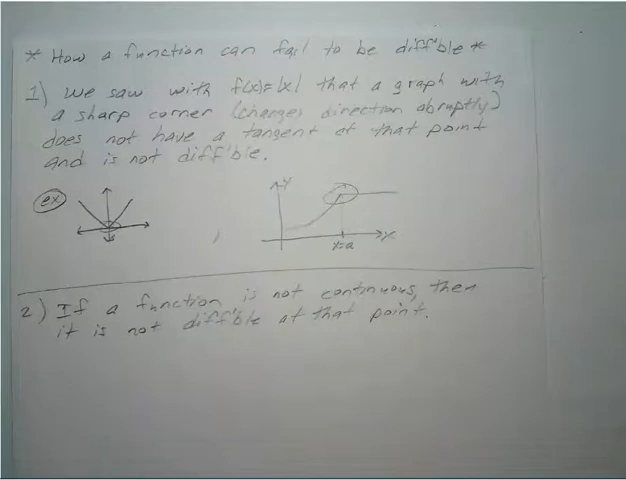 * How a function can fail to be diff'ble *
1) We saw with f(x)=|x| that a graph with
a sharp corner (changes direction abruptly)
does not have a tangent at that point
and is not diff'ble.
ex
y
x
x=a
2) If a function is not continuous, then
it is not diff'ble at that point.